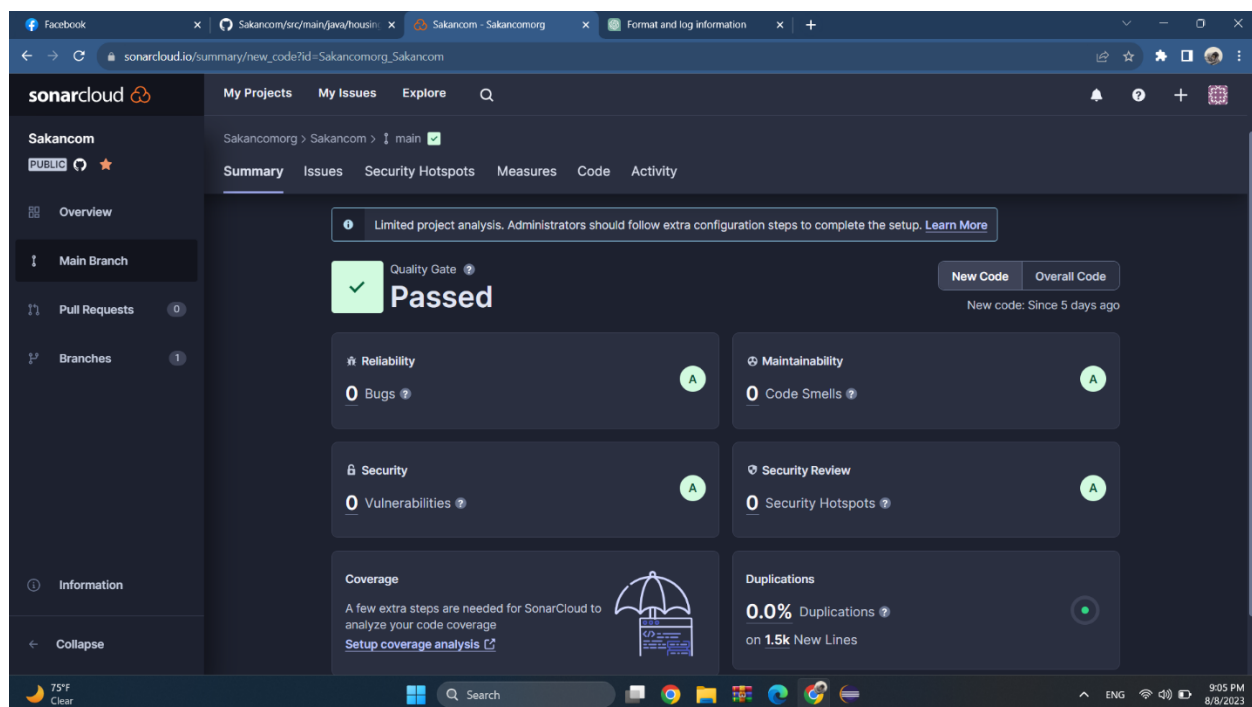 Facebook
Sakancom/src/main/java/housin
Sakancom - Sakancomorg
Format and log information
sonarcloud.io/summary/new_code?id=Sakancomorg_Sakancom
sonarcloud
My Projects My Issues Explore
Sakancom
PUBLIC
Sakancomorg > Sakancom > main
Summary Issues Security Hotspots Measures Code Activity
Overview
Main Branch
Pull Requests 0
Branches 1
Information
Collapse
Limited project analysis. Administrators should follow extra configuration steps to complete the setup. Learn More
Quality Gate
Passed
New Code Overall Code
New code: Since 5 days ago
Reliability
0 Bugs
A
Maintainability
0 Code Smells
A
Security
0 Vulnerabilities
A
Security Review
0 Security Hotspots
A
Coverage
A few extra steps are needed for SonarCloud to
analyze your code coverage
Setup coverage analysis
Duplications
0.0% Duplications
on 1.5k New Lines
75°F
Clear
Search
ENG
9:05 PM
8/8/2023